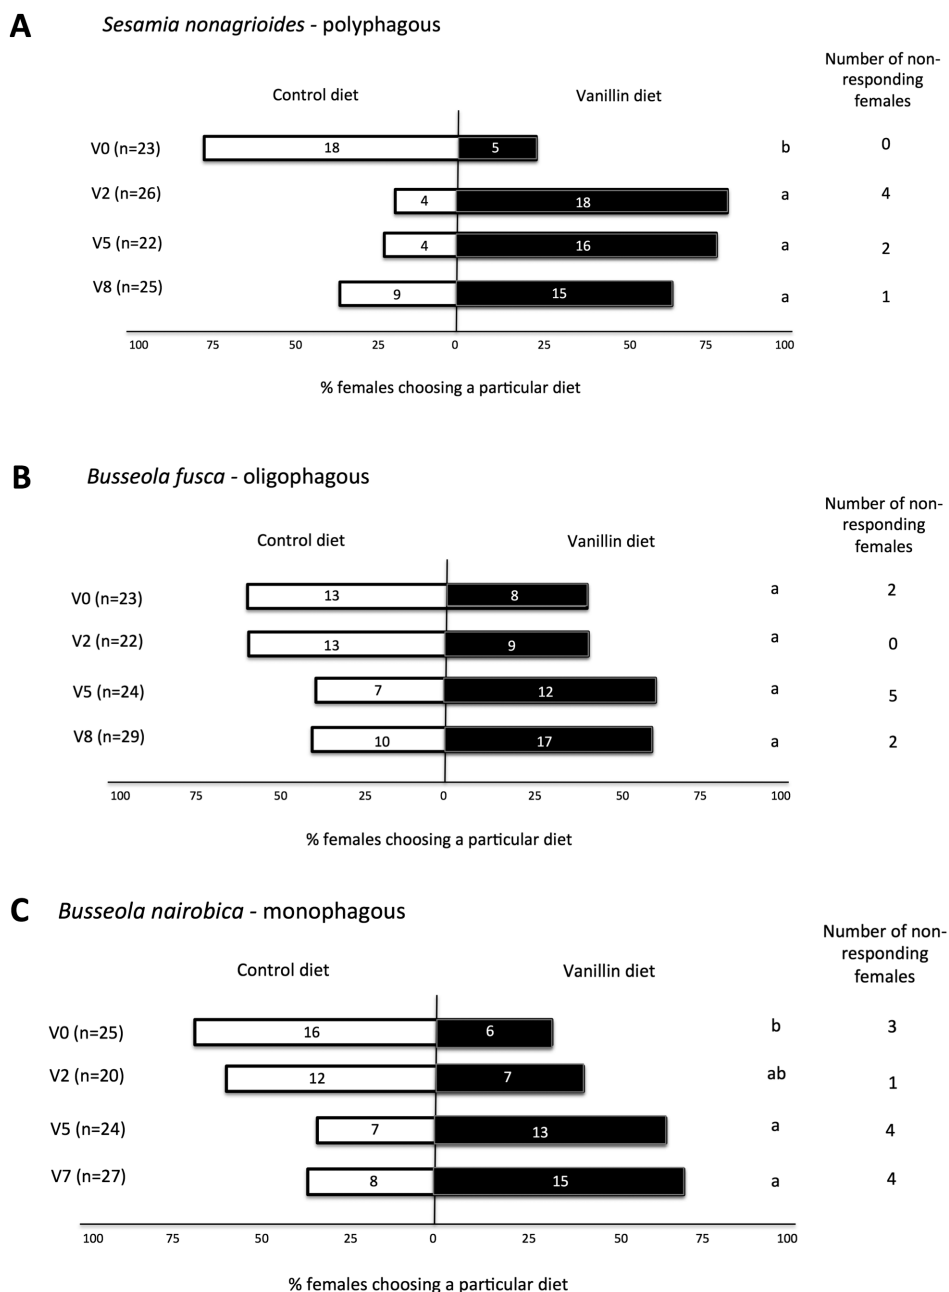 A
Sesamia nonagrioides - polyphagous
Number of non-
responding
females
Control diet
Vanillin diet
V0 (n=23)
18
5
b
0
V2 (n=26)
4
18
a
4
V5 (n=22)
4
16
a
2
V8 (n=25)
9
15
a
1
100 75 50 25 0 25 50 75 100
% females choosing a particular diet
B
Busseola fusca - oligophagous
Number of non-
responding
females
Control diet
Vanillin diet
V0 (n=23)
13
8
a
2
V2 (n=22)
13
9
a
0
V5 (n=24)
7
12
a
5
V8 (n=29)
10
17
a
2
100 75 50 25 0 25 50 75 100
% females choosing a particular diet
C
Busseola nairobica - monophagous
Number of non-
responding
females
Control diet
Vanillin diet
V0 (n=25)
16
6
b
3
V2 (n=20)
12
7
ab
1
V5 (n=24)
7
13
a
4
V7 (n=27)
8
15
a
4
100 75 50 25 0 25 50 75 100
% females choosing a particular diet